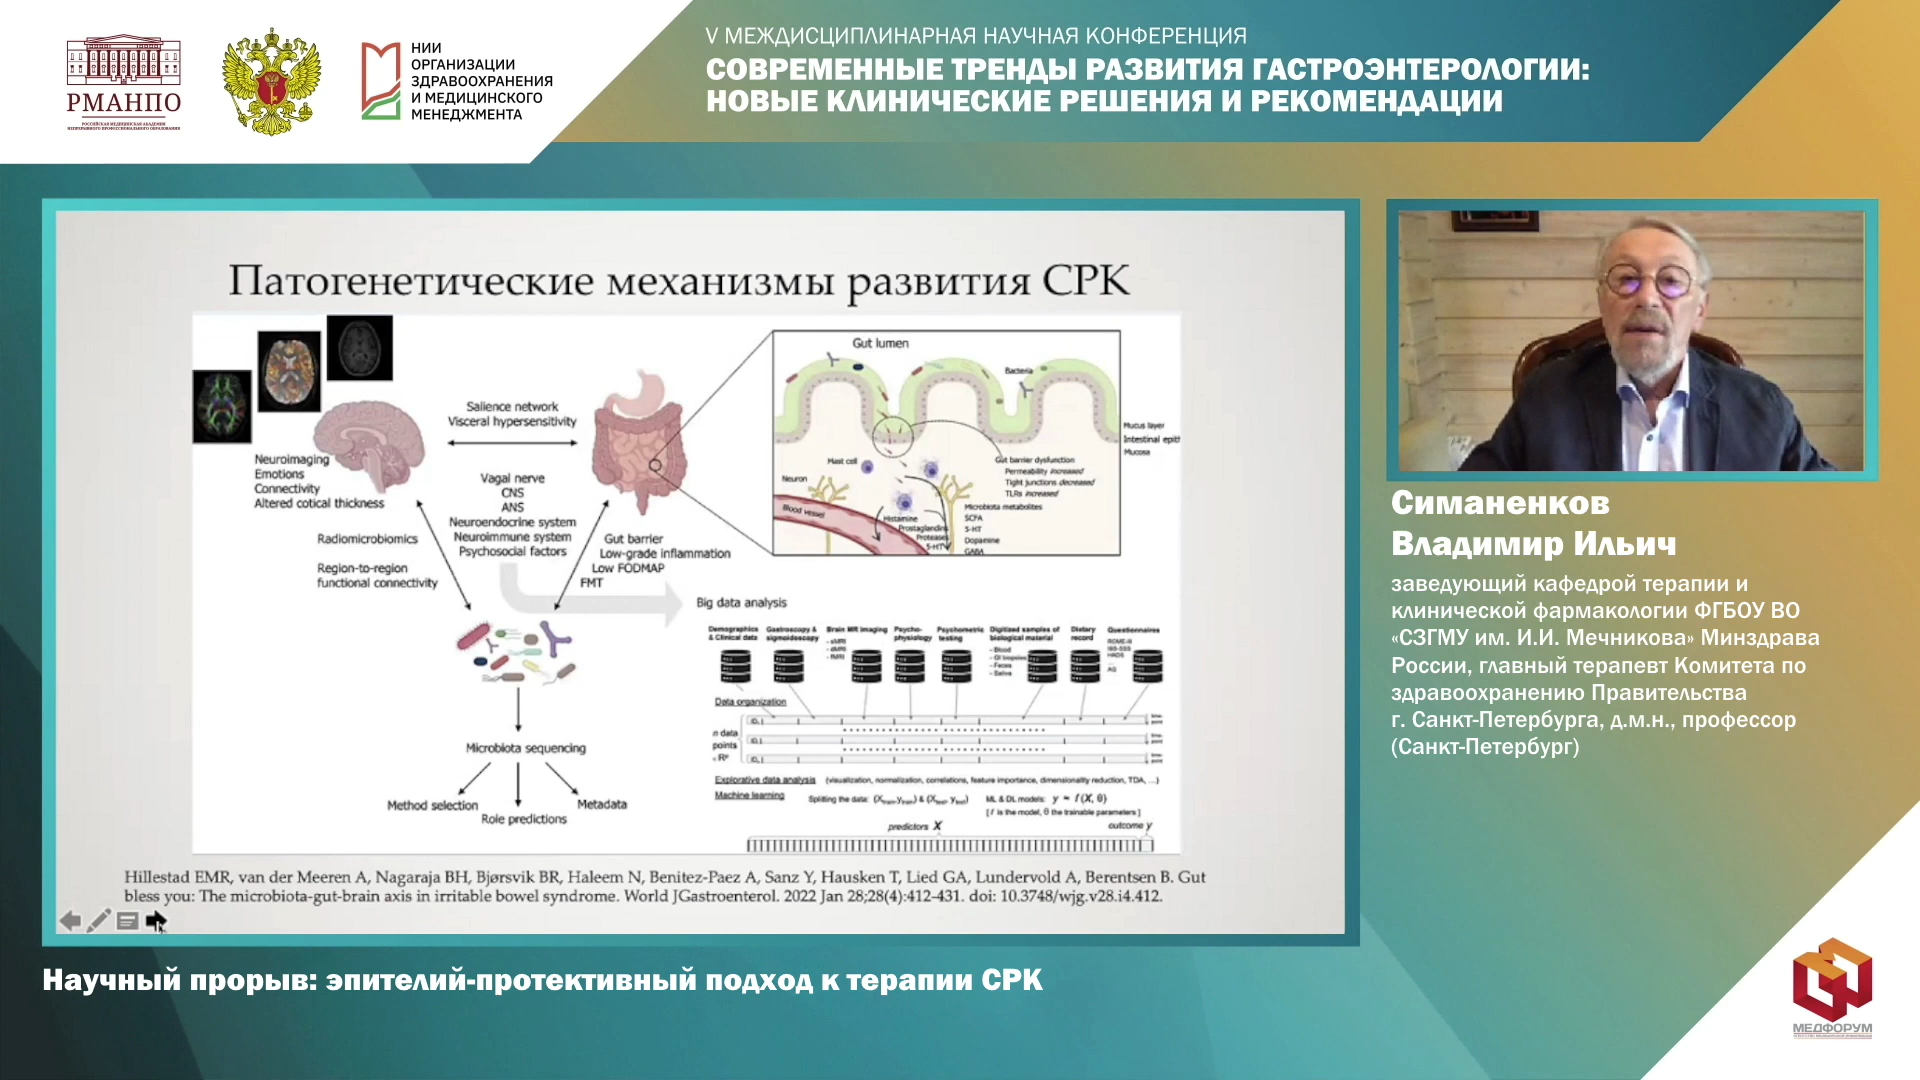 РМАНПО
НИИ
ОРГАНИЗАЦИИ
ЗДРАВООХРАНЕНИЯ
И МЕДИЦИНСКОГО
МЕНЕДЖМЕНТА
V МЕЖДИСЦИПЛИНАРНАЯ НАУЧНАЯ КОНФЕРЕНЦИЯ
СОВРЕМЕННЫЕ ТРЕНДЫ РАЗВИТИЯ ГАСТРОЭНТЕРОЛОГИИ:
НОВЫЕ КЛИНИЧЕСКИЕ РЕШЕНИЯ И РЕКОМЕНДАЦИИ
Патогенетические механизмы развития СРК
Salience network
Visceral hypersensitivity
Neuroimaging
Emotions
Connectivity
Altered cotical thickness
Vagal nerve
CNS
ANS
Neuroendocrine system
Neuroimmune system
Psychosocial factors
Radiomicrobiomics
Region-to-region
functional connectivity
Gut barrier
Low-grade inflammation
Low FODMAP
FMT
Gut lumen
Bacteria
Mucus layer
Intestinal epit
Mucosa
Mast cell
Neuron
Blood vessel
Gut barrier dysfunction
Permeability increased
Tight junctions decreased
TLRs increased
Histamine
Prostaglandin
Proteases
5-HT
Microbiota metabolites
SCFA
5-HT
Dopamine
GABA
Big data analysis
Demographics
& Clinical data
Gastroscopy &
sigmoidoscopy
Brain MR imaging
- sMRI
- dMRI
- fMRI
Psycho-
physiology
Psychometric
testing
Digitized samples of
biological material
- Blood
- GI biopsies
- Feces
- Saliva
Dietary
record
Questionnaires
Data organization
n data
points
Explorative data analysis (visualization, normalization, correlations, feature importance, dimensionality reduction, TDA, ...)
Machine learning
Splitting the data: (Xtrain,ytrain) & (Xtest, ytest)
ML & DL models: y ≈ f(X, θ)
[ f is the model, θ the trainable parameters ]
predictors X
outcome y
Microbiota sequencing
Method selection
Role predictions
Metadata
Hillestad EMR, van der Meeren A, Nagaraja BH, Bjørsvik BR, Haleem N, Benitez-Paez A, Sanz Y, Hausken T, Lied GA, Lundervold A, Berentsen B. Gut
bless you: The microbiota-gut-brain axis in irritable bowel syndrome. World JGastroenterol. 2022 Jan 28;28(4):412-431. doi: 10.3748/wjg.v28.i4.412.
Симаненков
Владимир Ильич
заведующий кафедрой терапии и
клинической фармакологии ФГБОУ ВО
«СЗГМУ им. И.И. Мечникова» Минздрава
России, главный терапевт Комитета по
здравоохранению Правительства
г. Санкт-Петербурга, д.м.н., профессор
(Санкт-Петербург)
Научный прорыв: эпителий-протективный подход к терапии СРК
МЕДФОРУМ